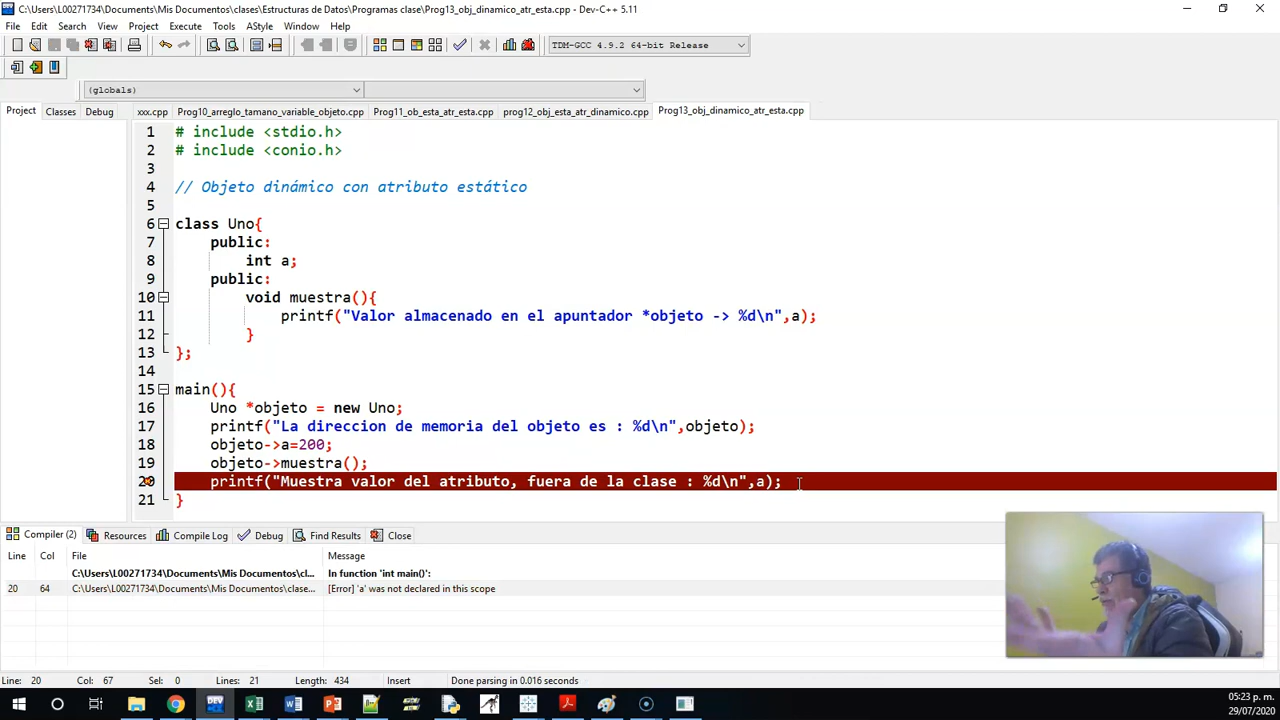 C:\Users\L00271734\Documents\Mis Documentos\clases\Estructuras de Datos\Programas clase\Prog13_obj_dinamico_atr_esta.cpp - Dev-C++ 5.11
File Edit Search View Project Execute Tools AStyle Window Help
TDM-GCC 4.9.2 64-bit Release
(globals)
Project Classes Debug xxx.cpp Prog10_arreglo_tamano_variable_objeto.cpp Prog11_ob_esta_atr_esta.cpp prog12_obj_esta_atr_dinamico.cpp Prog13_obj_dinamico_atr_esta.cpp
1 # include <stdio.h>
2 # include <conio.h>
3
4 // Objeto dinámico con atributo estático
5
6 class Uno{
7 public:
8 int a;
9 public:
10 void muestra(){
11 printf("Valor almacenado en el apuntador *objeto -> %d\n",a);
12 }
13 };
14
15 main(){
16 Uno *objeto = new Uno;
17 printf("La direccion de memoria del objeto es : %d\n",objeto);
18 objeto->a=200;
19 objeto->muestra();
20 printf("Muestra valor del atributo, fuera de la clase : %d\n",a);
21 }
Compiler (2) Resources Compile Log Debug Find Results Close
Line Col File Message
C:\Users\L00271734\Documents\Mis Documentos\cl... In function 'int main()':
20 64 C:\Users\L00271734\Documents\Mis Documentos\clase... [Error] 'a' was not declared in this scope
Line: 20 Col: 67 Sel: 0 Lines: 21 Length: 434 Insert Done parsing in 0.016 seconds
05:23 p. m.
29/07/2020